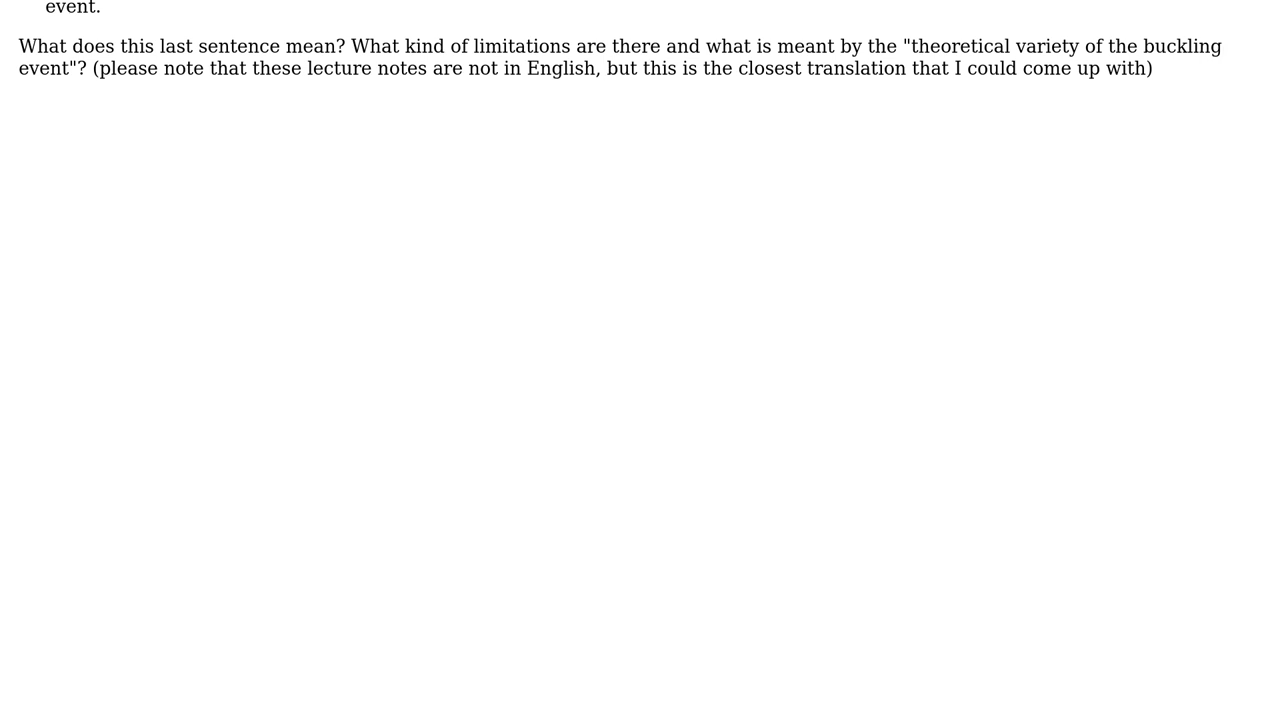 event.
What does this last sentence mean? What kind of limitations are there and what is meant by the "theoretical variety of the buckling
event"? (please note that these lecture notes are not in English, but this is the closest translation that I could come up with)